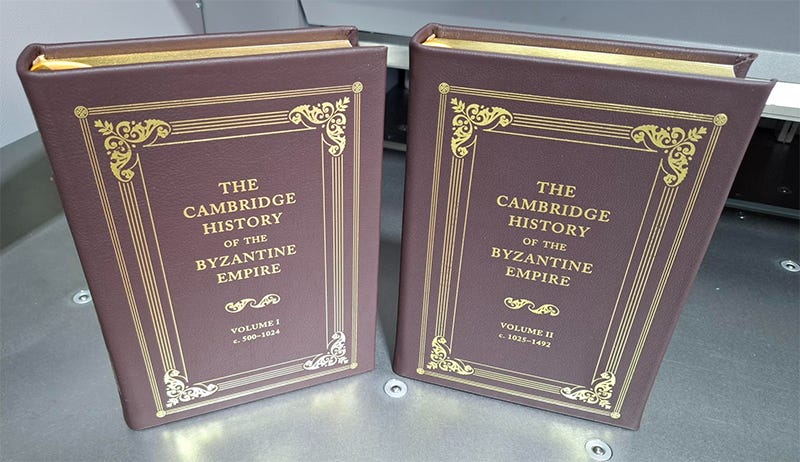 THE
CAMBRIDGE
HISTORY
OF THE
BYZANTINE
EMPIRE
VOLUME I
c. 500–1024
THE
CAMBRIDGE
HISTORY
OF THE
BYZANTINE
EMPIRE
VOLUME II
c. 1025–1492